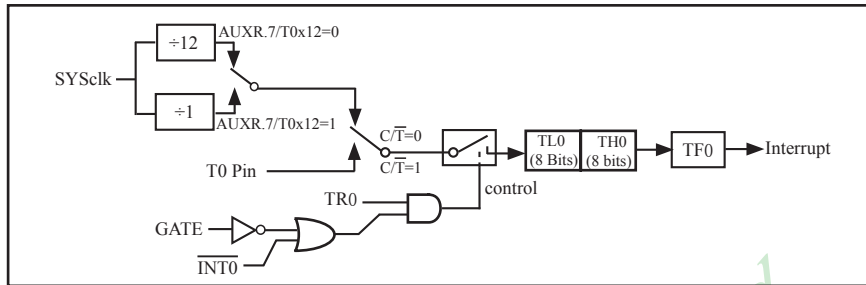 ÷12
AUXR.7/T0x12=0
SYSclk
÷1
AUXR.7/T0x12=1
C/T̅=0
C/T̅=1
T0 Pin
TL0
(8 Bits)
TH0
(8 bits)
TF0
Interrupt
control
TR0
GATE
I̅N̅T̅0̅